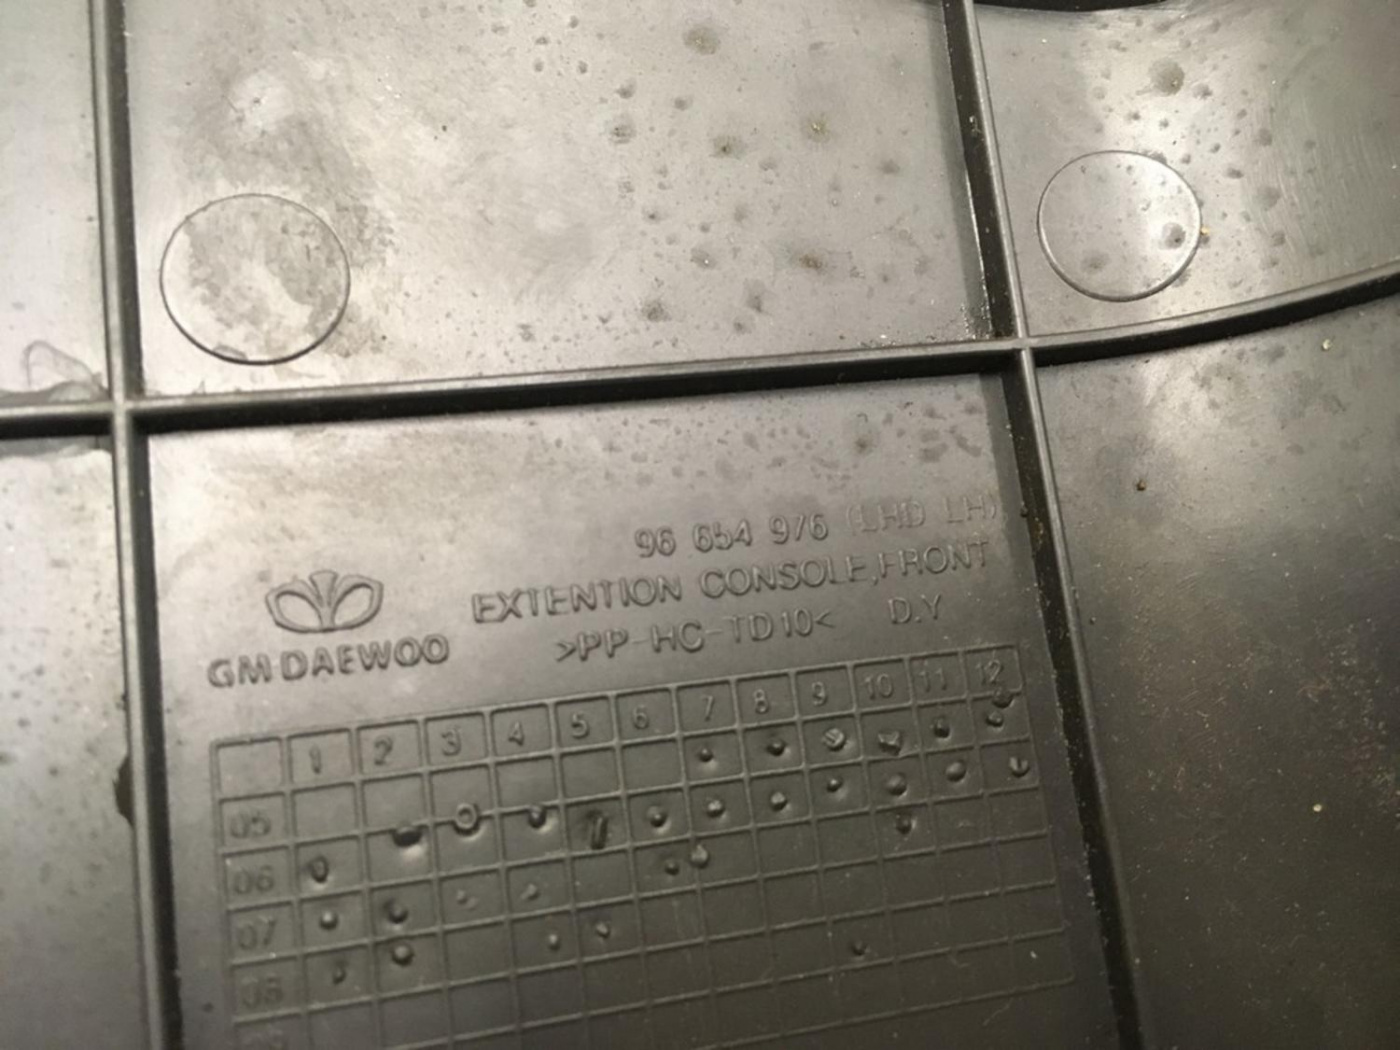 96 654 976 (LHD LH)
EXTENTION CONSOLE,FRONT
>PP-HC-TD10< D.Y
GM DAEWOO
1 2 3 4 5 6 7 8 9 10 11 12
05
06
07
08